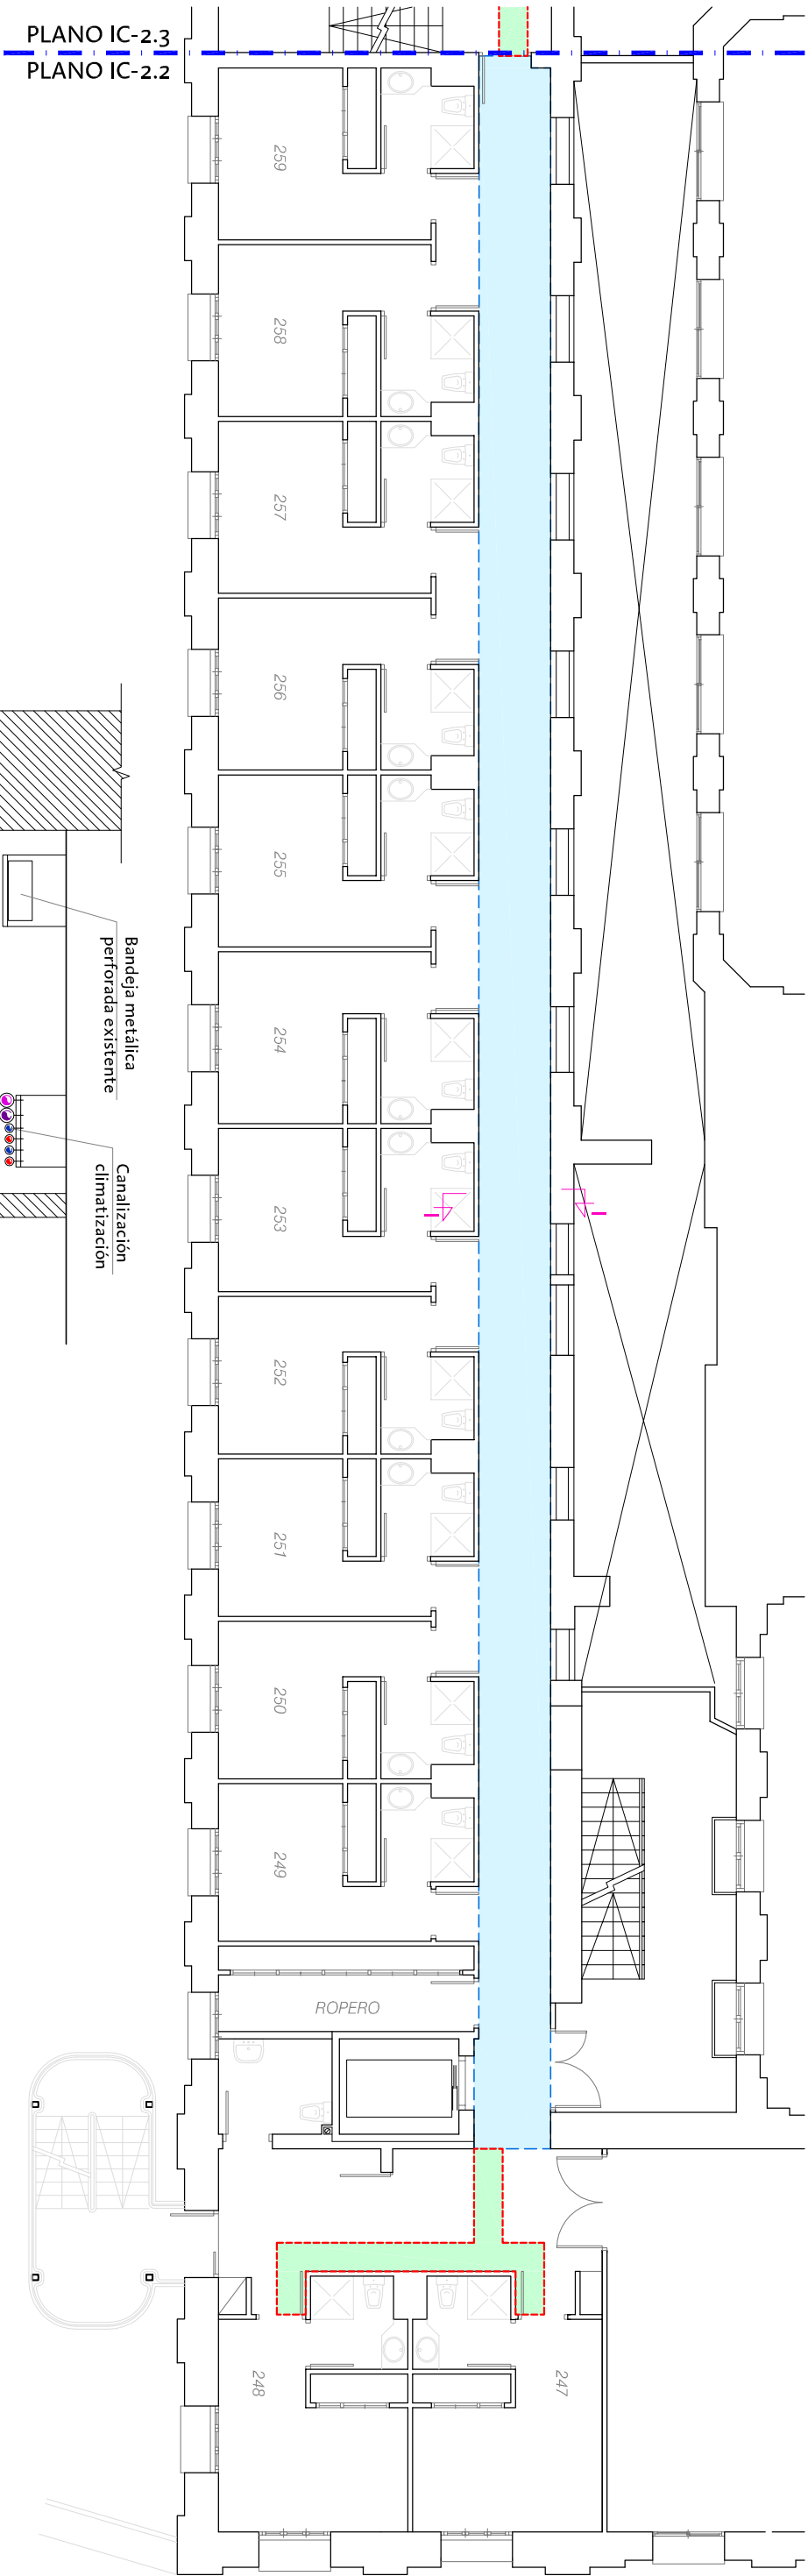 PLANO IC-2.3
PLANO IC-2.2
259
258
257
256
255
254
253
252
251
250
249
ROPERO
248
247
Bandeja metálica
perforada existente
Canalización
climatización
I
I